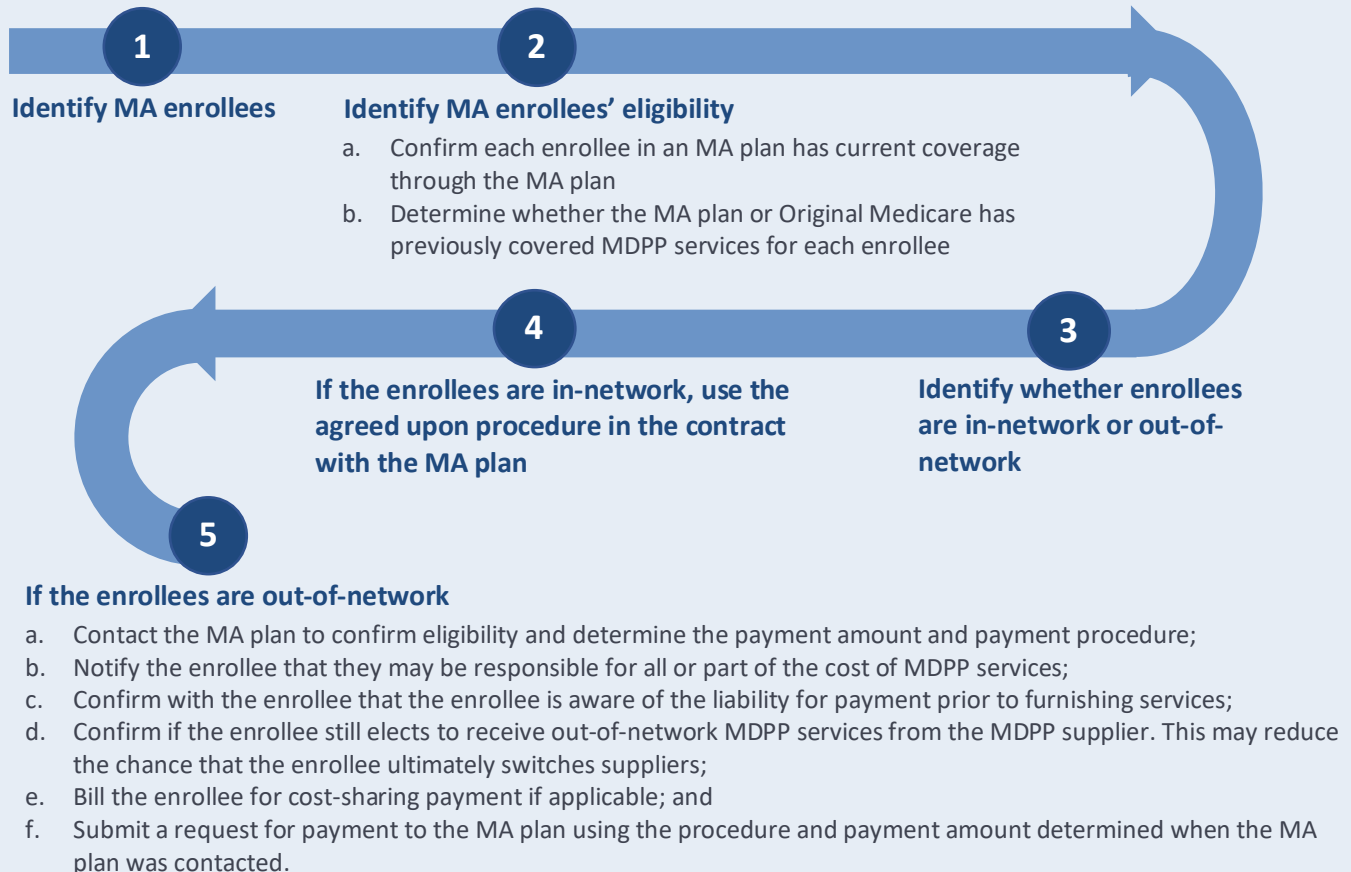 1
Identify MA enrollees
2
Identify MA enrollees’ eligibility
a. Confirm each enrollee in an MA plan has current coverage
through the MA plan
b. Determine whether the MA plan or Original Medicare has
previously covered MDPP services for each enrollee
3
Identify whether enrollees
are in-network or out-of-
network
4
If the enrollees are in-network, use the
agreed upon procedure in the contract
with the MA plan
5
If the enrollees are out-of-network
a. Contact the MA plan to confirm eligibility and determine the payment amount and payment procedure;
b. Notify the enrollee that they may be responsible for all or part of the cost of MDPP services;
c. Confirm with the enrollee that the enrollee is aware of the liability for payment prior to furnishing services;
d. Confirm if the enrollee still elects to receive out-of-network MDPP services from the MDPP supplier. This may reduce
the chance that the enrollee ultimately switches suppliers;
e. Bill the enrollee for cost-sharing payment if applicable; and
f. Submit a request for payment to the MA plan using the procedure and payment amount determined when the MA
plan was contacted.